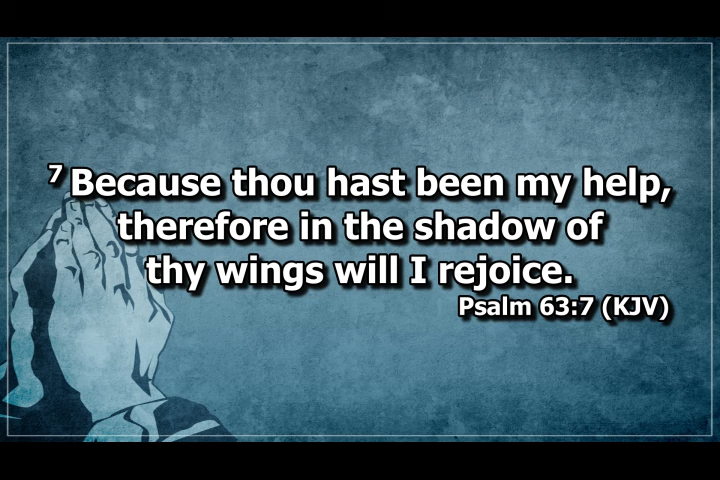 7 Because thou hast been my help,
therefore in the shadow of
thy wings will I rejoice.
Psalm 63:7 (KJV)